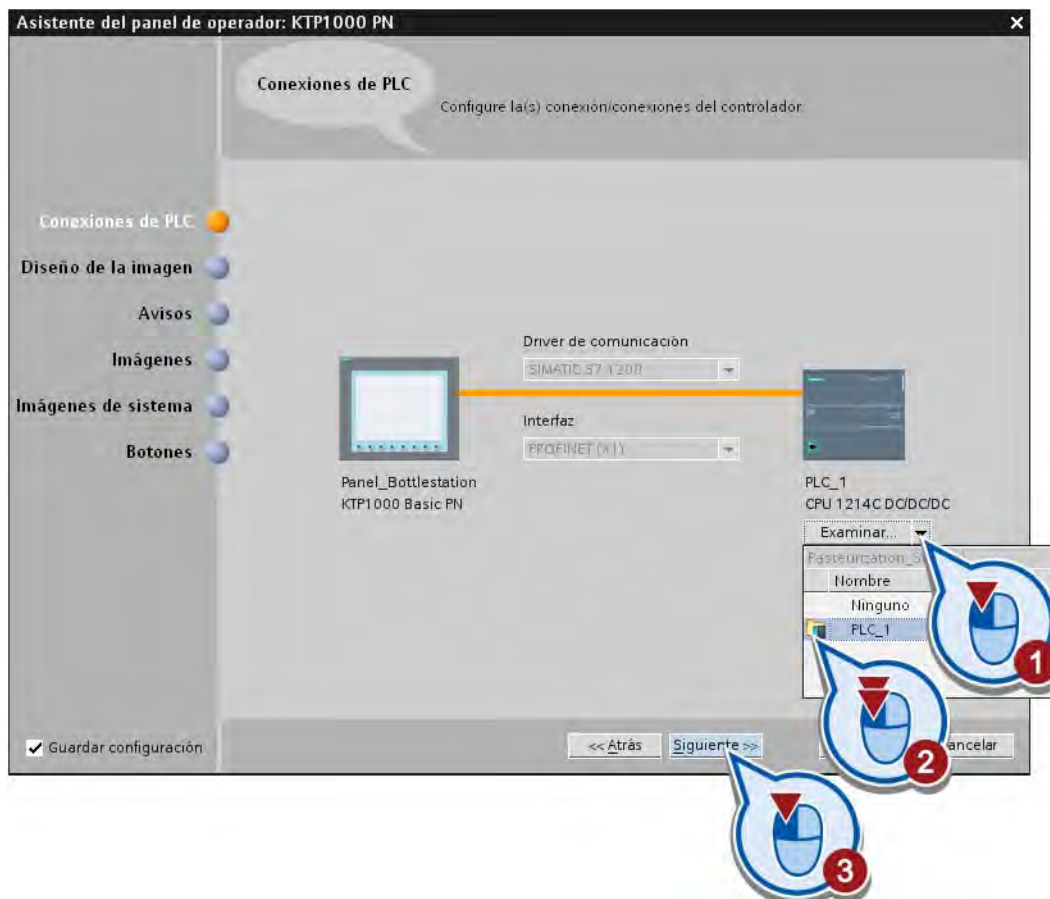 Asistente del panel de operador: KTP1000 PN
Conexiones de PLC
Configure la(s) conexión/conexiones del controlador.
Conexiones de PLC
Diseño de la imagen
Avisos
Imágenes
Imágenes de sistema
Botones
Driver de comunicación
SIMATIC S7 1200
Interfaz
PROFINET (X1)
Panel_Bottlestation
KTP1000 Basic PN
PLC_1
CPU 1214C DC/DC/DC
Examinar...
Pasteurization_S
Nombre
Ninguno
PLC_1
1
2
Guardar configuración
<< Atrás
Siguiente >>
ancelar
3